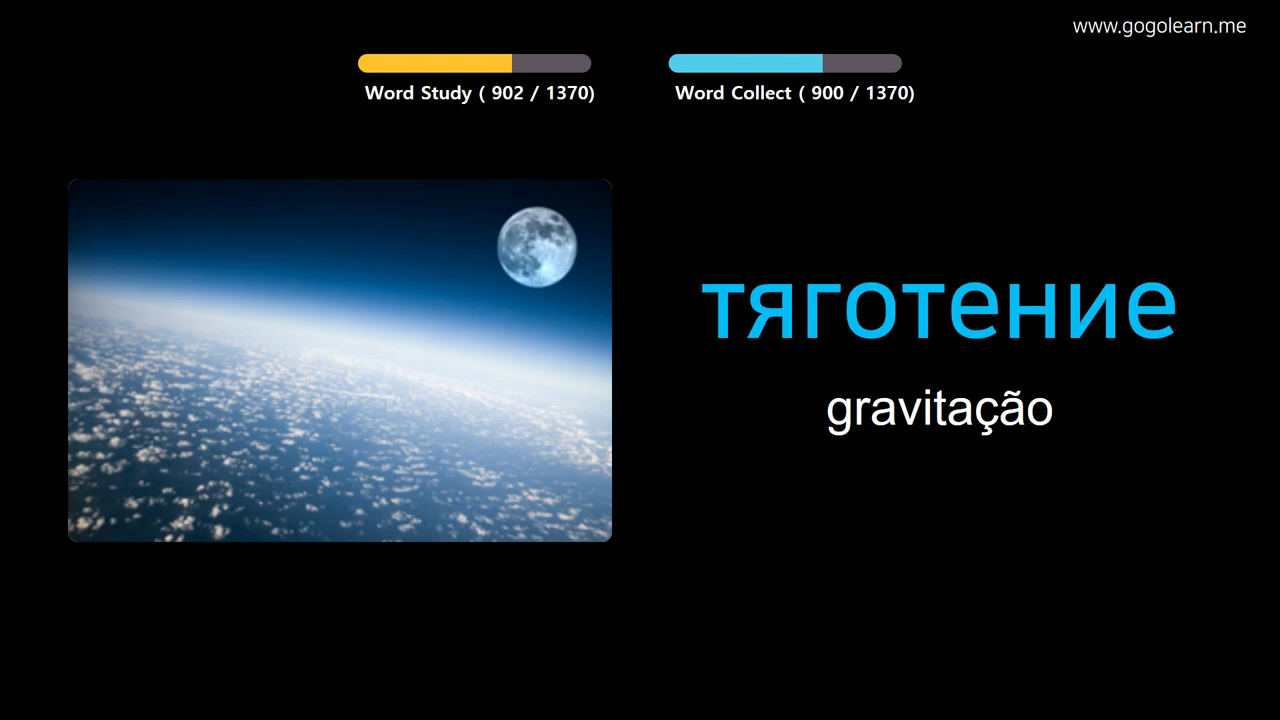 www.gogolearn.me
Word Study ( 902 / 1370)
Word Collect ( 900 / 1370)
тяготение
gravitação